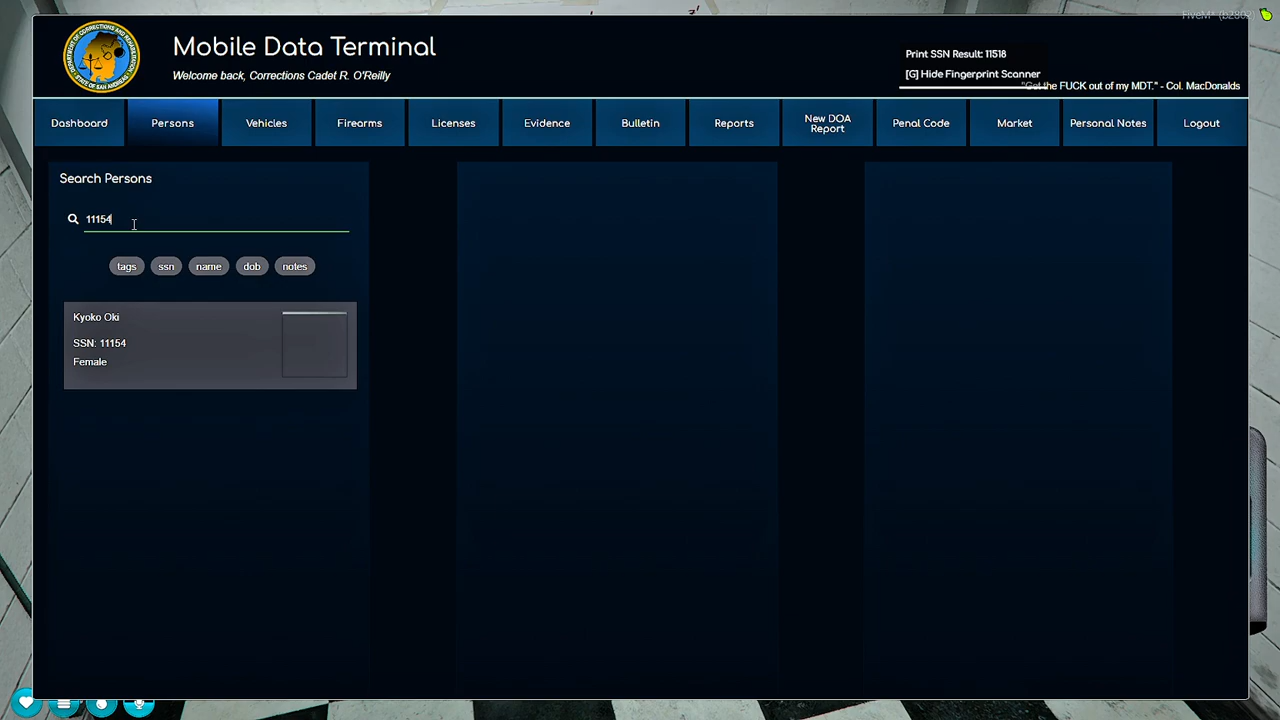 FiveM® (b2802)
Mobile Data Terminal
Welcome back, Corrections Cadet R. O'Reilly
Print SSN Result: 11518
[G] Hide Fingerprint Scanner
the FUCK out of my MDT." - Col. MacDonalds
Dashboard
Persons
Vehicles
Firearms
Licenses
Evidence
Bulletin
Reports
New DOA
Report
Penal Code
Market
Personal Notes
Logout
Search Persons
11154
tags
ssn
name
dob
notes
Kyoko Oki
SSN: 11154
Female